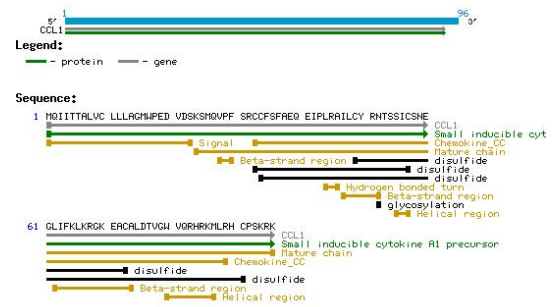 1 96
5' 3'
CCL1
Legend:
- protein - gene
Sequence:
1 MQIITTALVC LLLAGMWPED VDSKSMQVPF SRCCFSFAEQ EIPLRAILCY RNTSSICSNE
CCL1
Small inducible cyt
Signal Chemokine_CC
Mature chain
Beta-strand region disulfide
disulfide
disulfide
Hydrogen bonded turn
Beta-strand region
glycosylation
Helical region
61 GLIFKLKRGK EACALDTVGW VQRHRKMLRH CPSKRK
CCL1
Small inducible cytokine A1 precursor
Mature chain
Chemokine_CC
disulfide
disulfide
Beta-strand region
Helical region